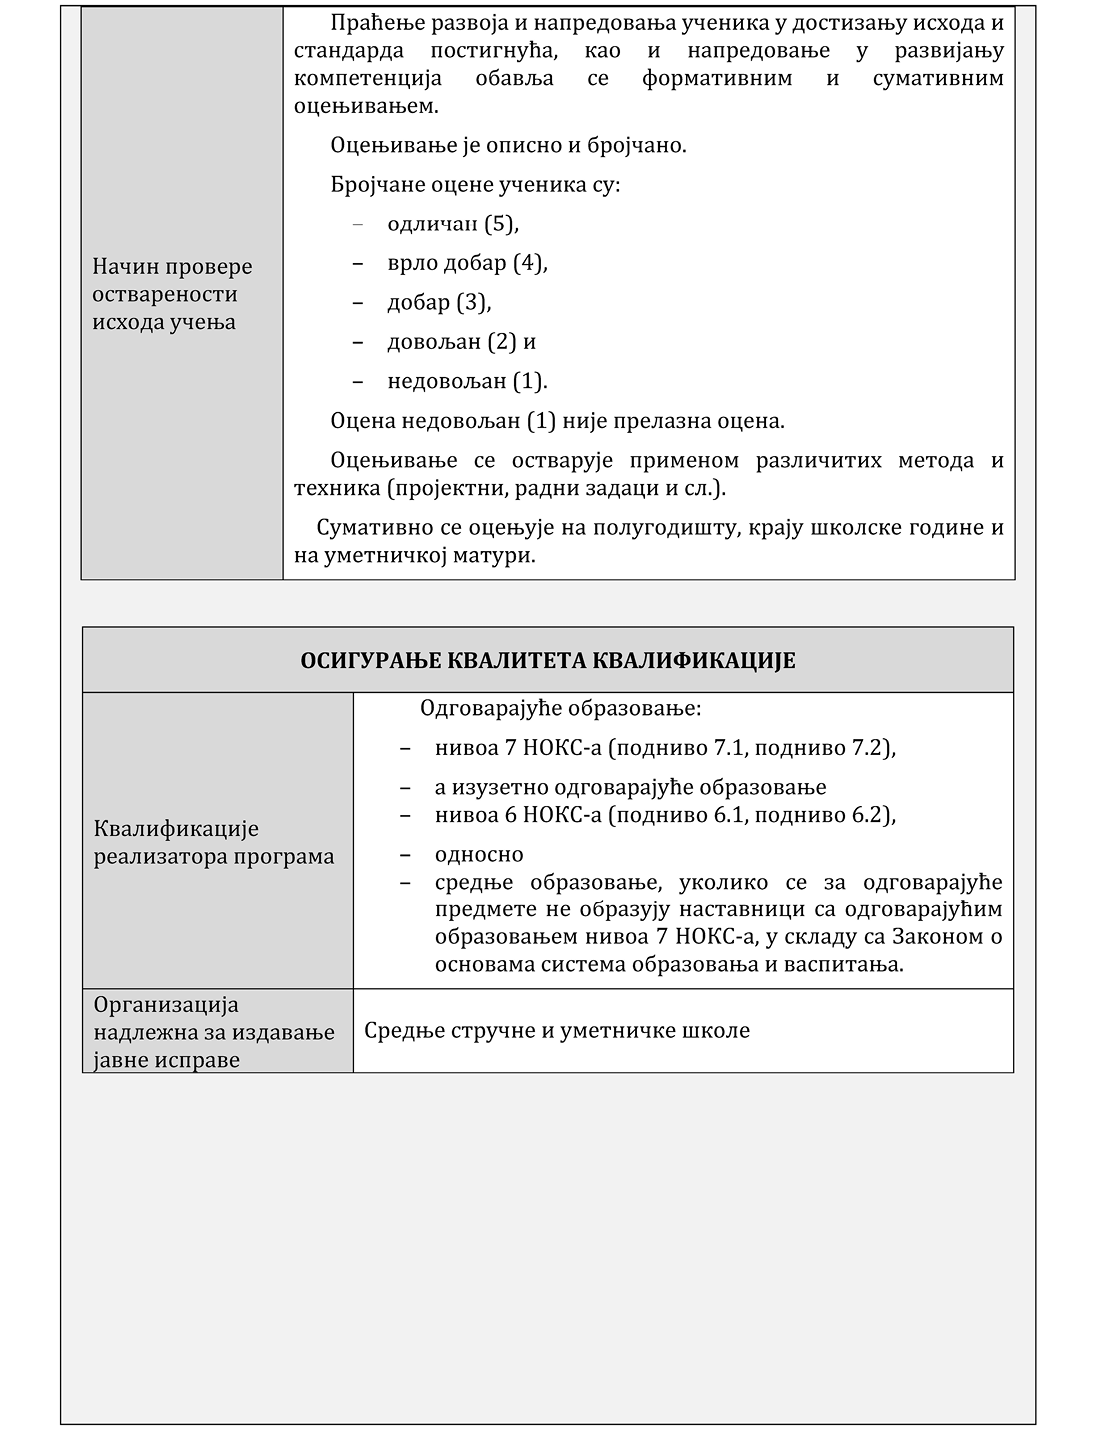 Праћење развоја и напредовања ученика у достизању исхода и
стандарда постигнућа, као и напредовање у развијању
компетенција обавља се формативним и сумативним
оцењивањем.
Оцењивање је описно и бројчано.
Бројчане оцене ученика су:
– одличан (5),
– врло добар (4),
– добар (3),
– довољан (2) и
– недовољан (1).
Оцена недовољан (1) није прелазна оцена.
Оцењивање се остварује применом различитих метода и
техника (пројектни, радни задаци и сл.).
Сумативно се оцењује на полугодишту, крају школске године и
на уметничкој матури.
Начин провере
остварености
исхода учења
ОСИГУРАЊЕ КВАЛИТЕТА КВАЛИФИКАЦИЈЕ
Квалификације
реализатора програма
Одговарајуће образовање:
– нивоа 7 НОКС-а (подниво 7.1, подниво 7.2),
– а изузетно одговарајуће образовање
– нивоа 6 НОКС-а (подниво 6.1, подниво 6.2),
– односно
– средње образовање, уколико се за одговарајуће
предмете не образују наставници са одговарајућим
образовањем нивоа 7 НОКС-а, у складу са Законом о
основама система образовања и васпитања.
Организација
надлежна за издавање
јавне исправе
Средње стручне и уметничке школе